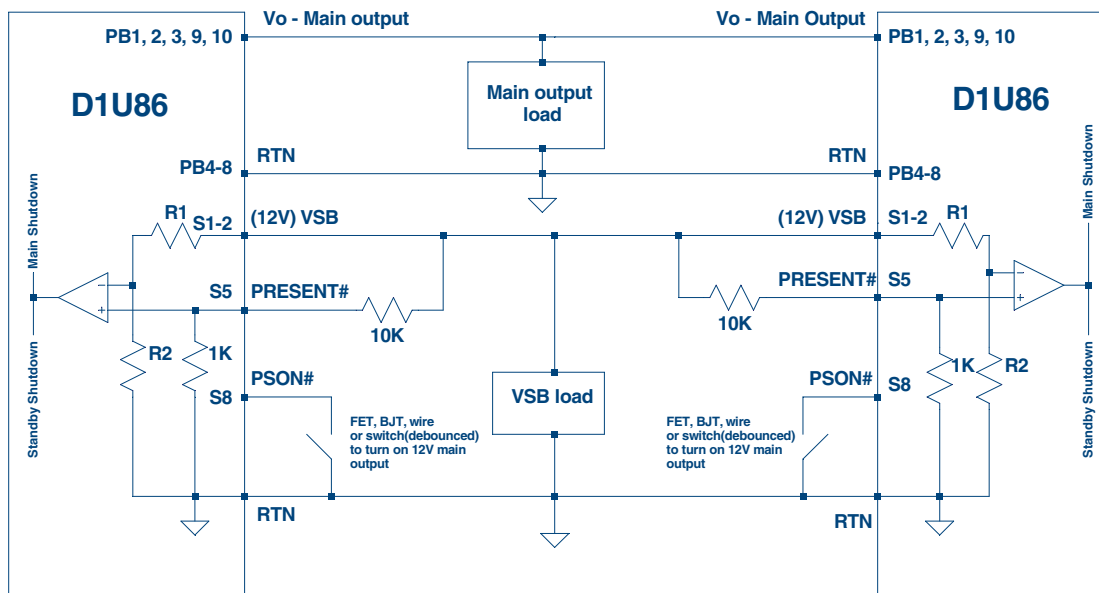 Vo - Main output
Vo - Main Output
PB1, 2, 3, 9, 10
PB1, 2, 3, 9, 10
D1U86
Main output
load
D1U86
RTN
RTN
PB4-8
PB4-8
Main Shutdown
R1
S1-2
(12V) VSB
(12V) VSB
S1-2
R1
Main Shutdown
S5
PRESENT#
PRESENT#
S5
10K
10K
R2
1K
1K
R2
S8
PSON#
PSON#
S8
VSB load
Standby Shutdown
FET, BJT, wire
or switch(debounced)
to turn on 12V main
output
FET, BJT, wire
or switch(debounced)
to turn on 12V main
output
Standby Shutdown
RTN
RTN